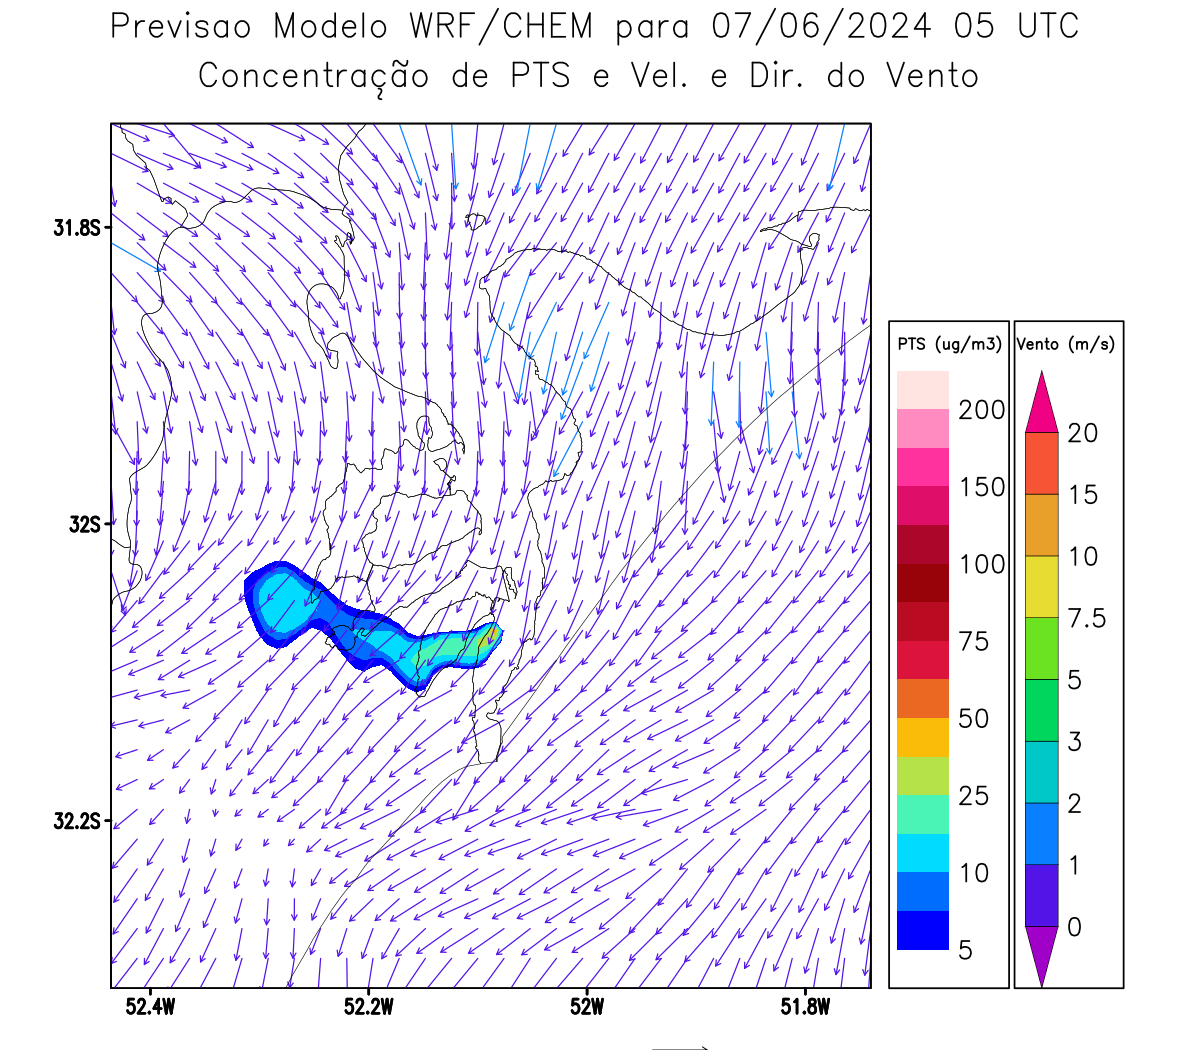 Previsao Modelo WRF/CHEM para 07/06/2024 05 UTC
Concentração de PTS e Vel. e Dir. do Vento
31.8S
32S
32.2S
52.4W
52.2W
52W
51.8W
PTS (ug/m3)
200
150
100
75
50
25
10
5
Vento (m/s)
20
15
10
7.5
5
3
2
1
0